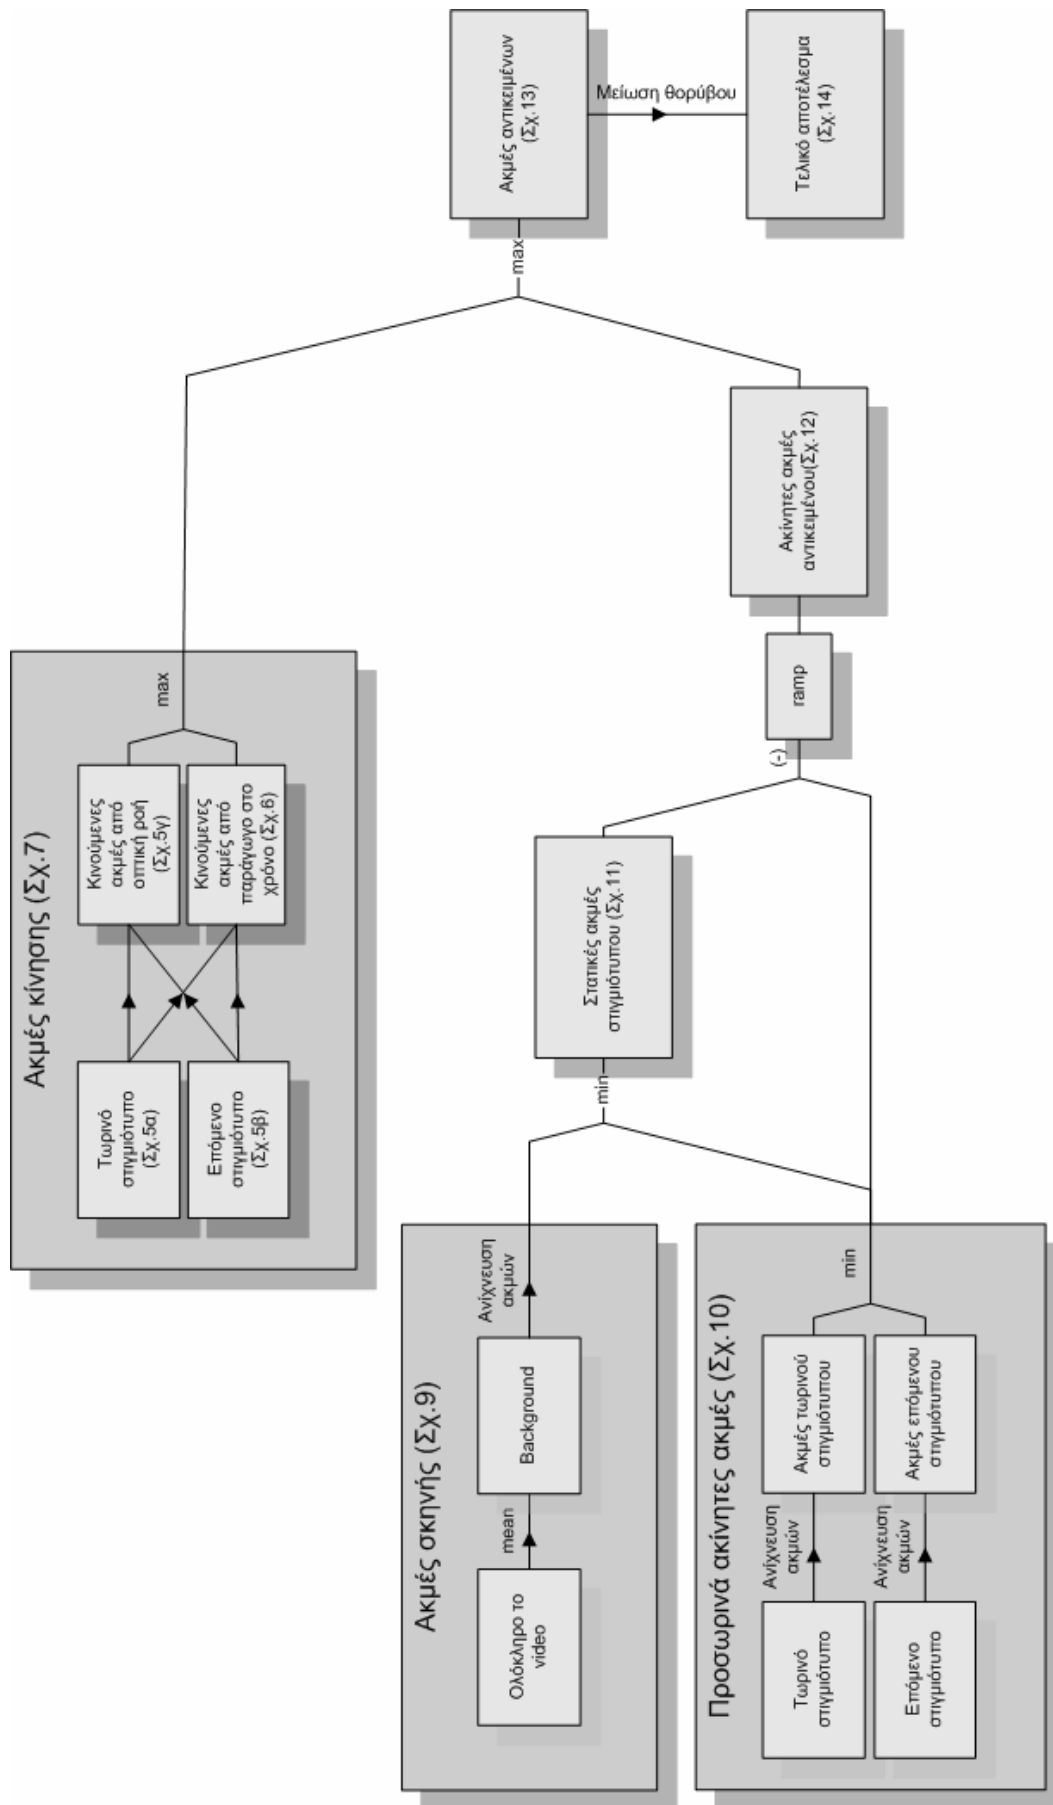 Ακμές κίνησης (Σχ.7)
Τωρινό
στιγμιότυπο
(Σχ.5α)
Επόμενο
στιγμιότυπο
(Σχ.5β)
Κινούμενες
ακμές από
οπτική ροή
(Σχ.5γ)
Κινούμενες
ακμές από
παράγωγο στο
χρόνο (Σχ.6)
max
Ακμές σκηνής (Σχ.9)
Ολόκληρο το
video
mean
Background
Ανίχνευση
ακμών
Προσωρινά ακίνητες ακμές (Σχ.10)
Τωρινό
στιγμιότυπο
Ανίχνευση
ακμών
Ακμές τωρινού
στιγμιότυπου
Επόμενο
στιγμιότυπο
Ανίχνευση
ακμών
Ακμές επόμενου
στιγμιότυπου
min
min
Στατικές ακμές
στιγμιότυπου (Σχ.11)
(-)
ramp
Ακίνητες ακμές
αντικειμένου(Σχ.12)
max
Ακμές αντικειμένων
(Σχ.13)
Μείωση θορύβου
Τελικό αποτέλεσμα
(Σχ.14)